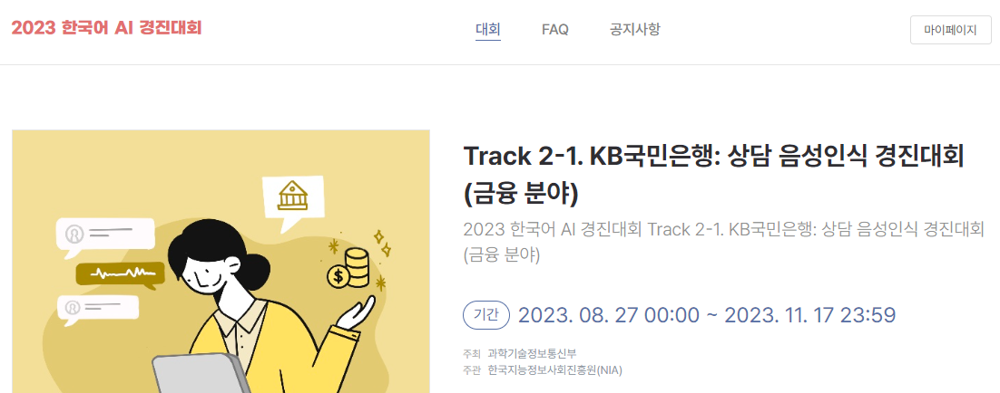 2023 한국어 AI 경진대회
대회 FAQ 공지사항
마이페이지
Track 2-1. KB국민은행: 상담 음성인식 경진대회
(금융 분야)
2023 한국어 AI 경진대회 Track 2-1. KB국민은행: 상담 음성인식 경진대회
(금융 분야)
기간 2023. 08. 27 00:00 ~ 2023. 11. 17 23:59
주최 과학기술정보통신부
주관 한국지능정보사회진흥원(NIA)
$